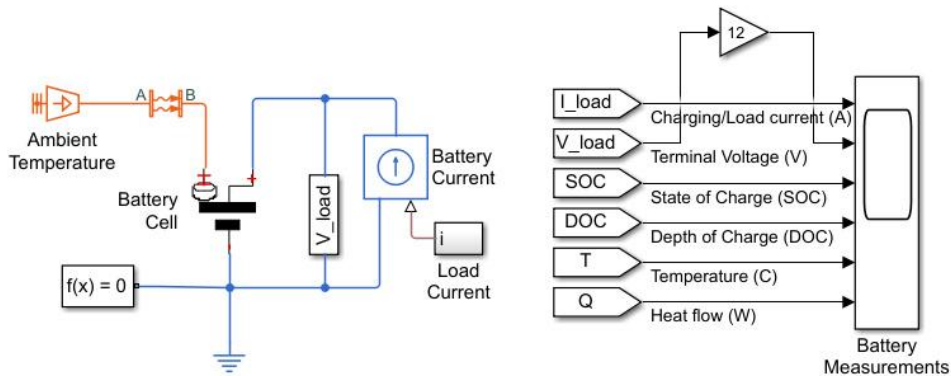 A
B
Ambient
Temperature
Battery
Cell
V_load
Battery
Current
i
Load
Current
f(x) = 0
12
I_load
Charging/Load current (A)
V_load
Terminal Voltage (V)
SOC
State of Charge (SOC)
DOC
Depth of Charge (DOC)
T
Temperature (C)
Q
Heat flow (W)
Battery
Measurements